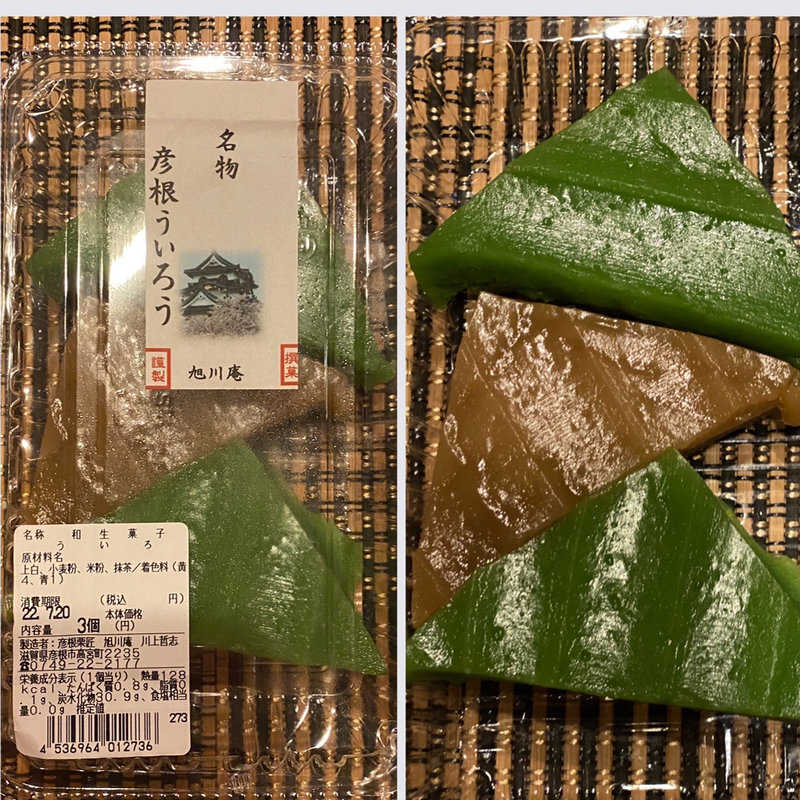 名物
彦根ういろう
謹製
旭川庵
撰菓
名称 和生菓子
ういろ
原材料名
上白、小麦粉、米粉、抹茶／着色料（黄
4、青1）
消費期限 （税込 円）
22.7.20 本体価格
内容量 3個 （円）
製造者：彦根栗匠 旭川庵 川上哲志
滋賀県彦根市高宮町2235
☎0749-22-2177
栄養成分表示（1個当り）、熱量128
kcal、たんぱく質0.8g、脂質0.
1g、炭水化物30.9g、食塩相当
量0.0g 推定値
273
4 536964 012736